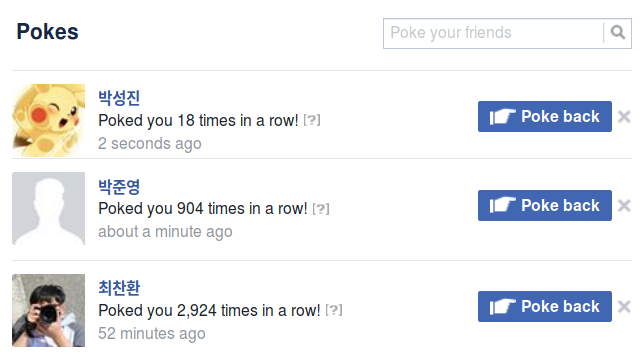 Pokes
Poke your friends
박성진
Poked you 18 times in a row! [?]
2 seconds ago
Poke back
박준영
Poked you 904 times in a row! [?]
about a minute ago
Poke back
최찬환
Poked you 2,924 times in a row! [?]
52 minutes ago
Poke back